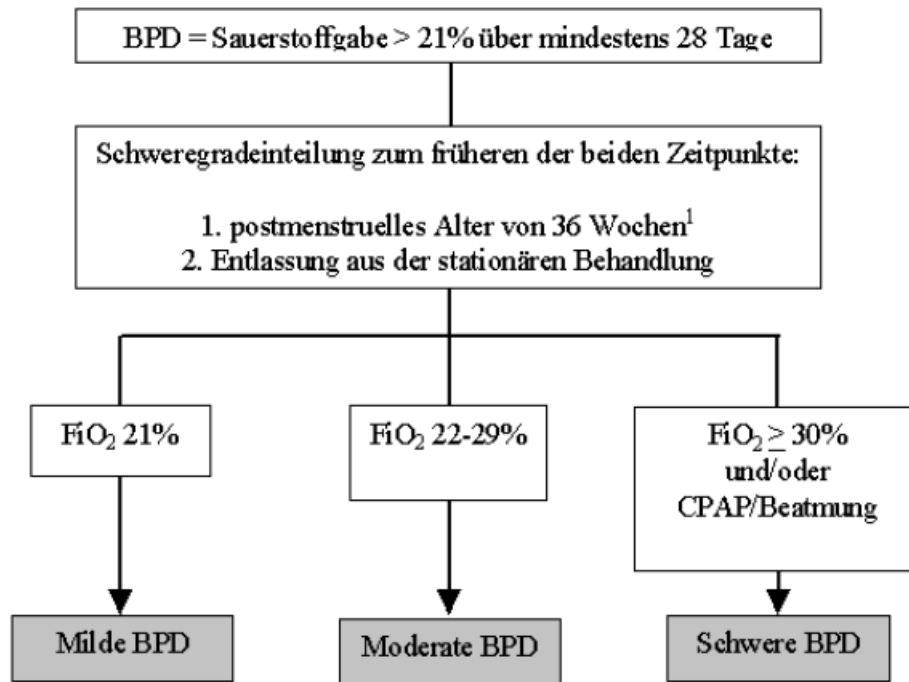 BPD = Sauerstoffgabe > 21% über mindestens 28 Tage
Schweregradeinteilung zum früheren der beiden Zeitpunkte:
1. postmenstruelles Alter von 36 Wochen¹
2. Entlassung aus der stationären Behandlung
FiO₂ 21%
FiO₂ 22-29%
FiO₂ ≥ 30%
und/oder
CPAP/Beatmung
Milde BPD
Moderate BPD
Schwere BPD